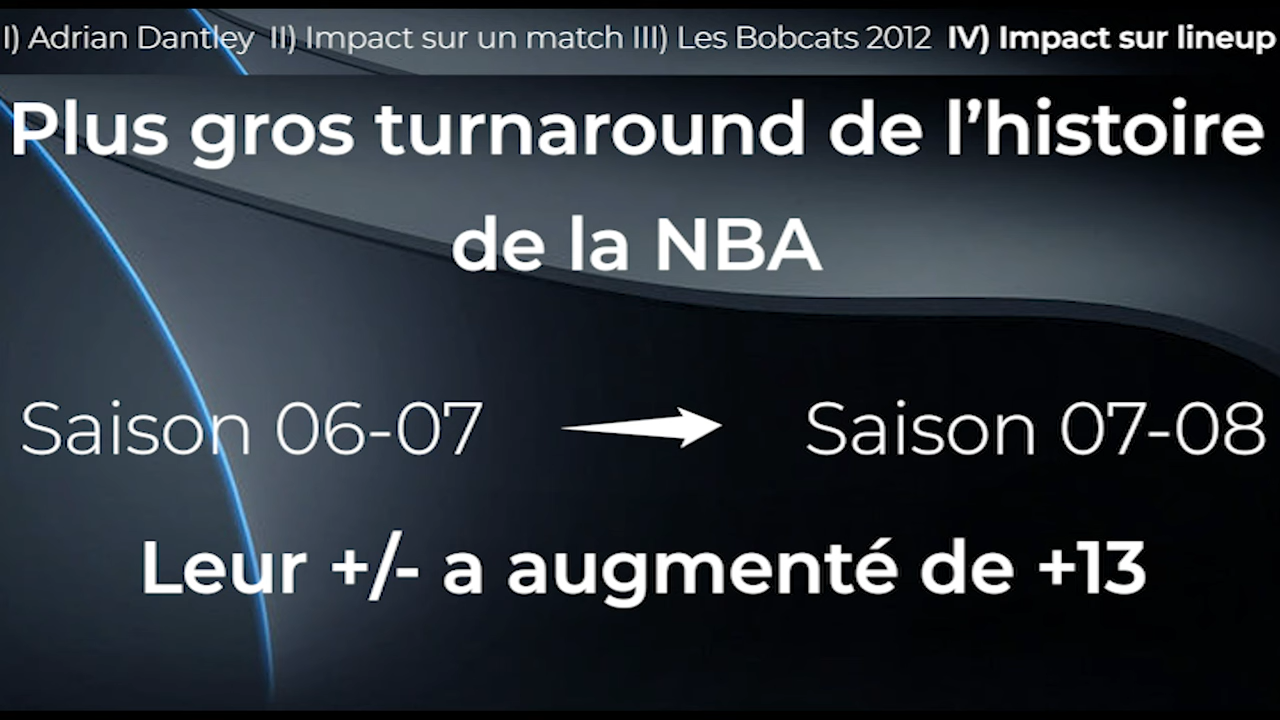 I) Adrian Dantley II) Impact sur un match III) Les Bobcats 2012 IV) Impact sur lineup
Plus gros turnaround de l’histoire
de la NBA
Saison 06-07
Saison 07-08
Leur +/- a augmenté de +13